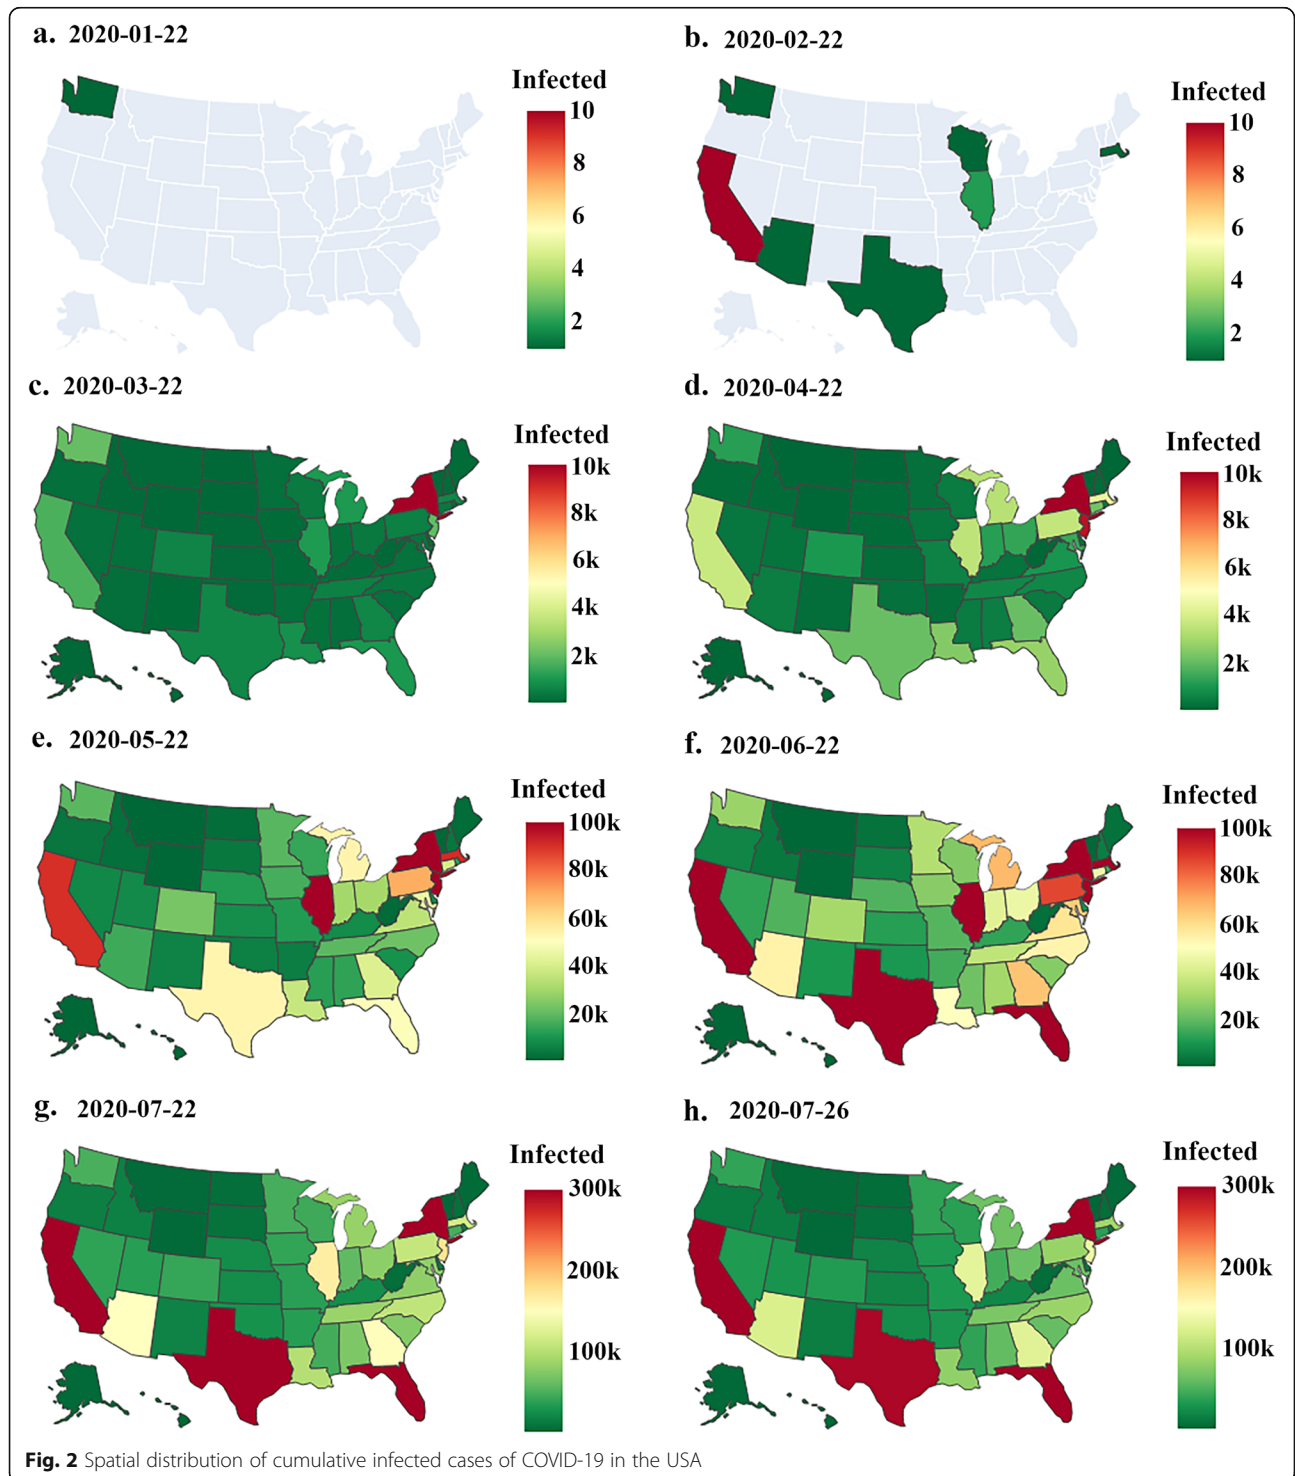 a. 2020-01-22
Infected
10
8
6
4
2
b. 2020-02-22
Infected
10
8
6
4
2
c. 2020-03-22
Infected
10k
8k
6k
4k
2k
d. 2020-04-22
Infected
10k
8k
6k
4k
2k
e. 2020-05-22
Infected
100k
80k
60k
40k
20k
f. 2020-06-22
Infected
100k
80k
60k
40k
20k
g. 2020-07-22
Infected
300k
200k
100k
h. 2020-07-26
Infected
300k
200k
100k
Fig. 2 Spatial distribution of cumulative infected cases of COVID-19 in the USA